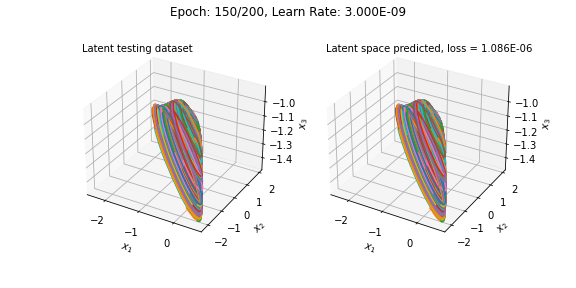 Epoch: 150/200, Learn Rate: 3.000E-09
Latent testing dataset
−1.0
−1.1
−1.2
−1.3
−1.4
x3
2
1
0
−1
−2
x2
−2
−1
0
x1
Latent space predicted, loss = 1.086E-06
−1.0
−1.1
−1.2
−1.3
−1.4
x3
2
1
0
−1
−2
x2
−2
−1
0
x1